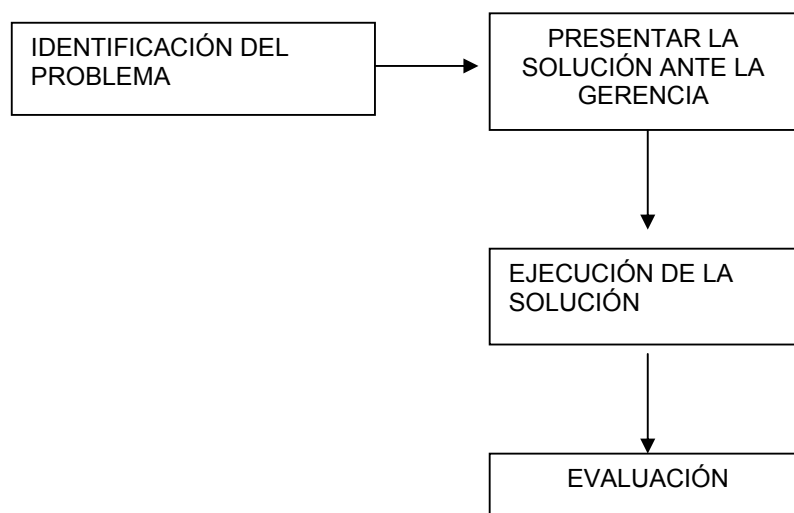 IDENTIFICACIÓN DEL
PROBLEMA
PRESENTAR LA
SOLUCIÓN ANTE LA
GERENCIA
EJECUCIÓN DE LA
SOLUCIÓN
EVALUACIÓN